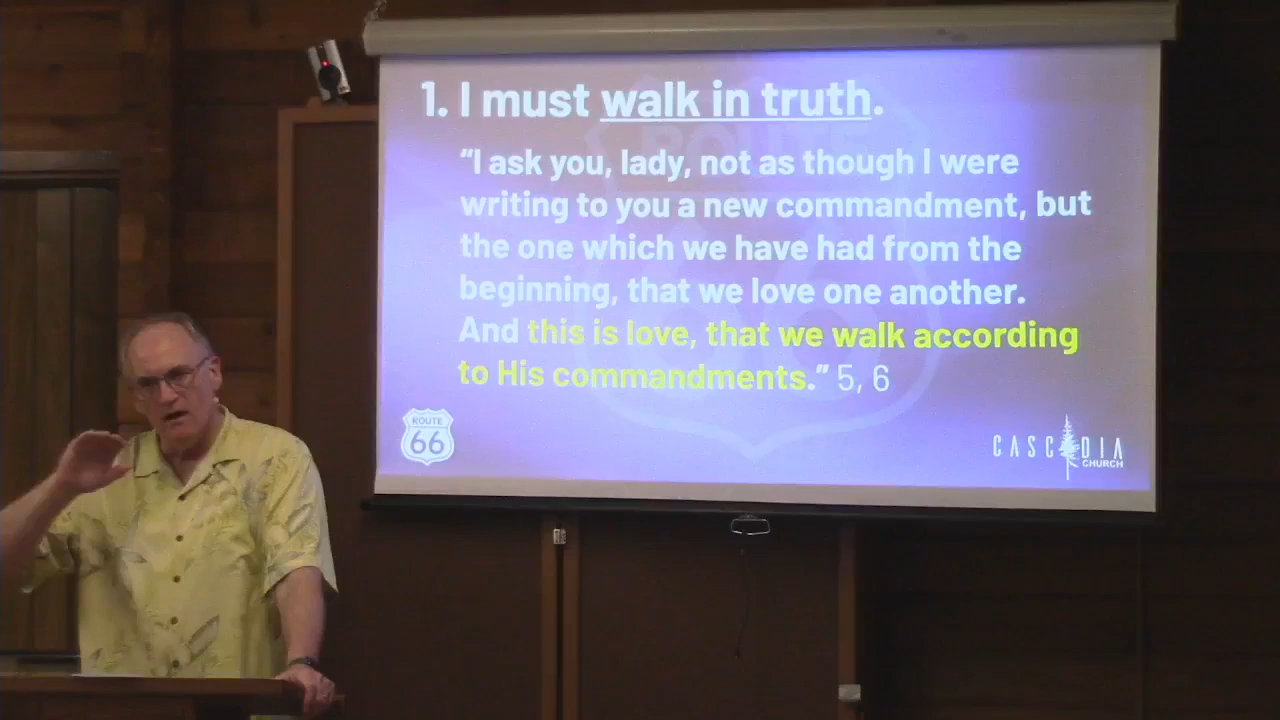 1. I must walk in truth.
“I ask you, lady, not as though I were
writing to you a new commandment, but
the one which we have had from the
beginning, that we love one another.
And this is love, that we walk according
to His commandments.” 5, 6
ROUTE
66
ROUTE
66
CASCADIA
CHURCH